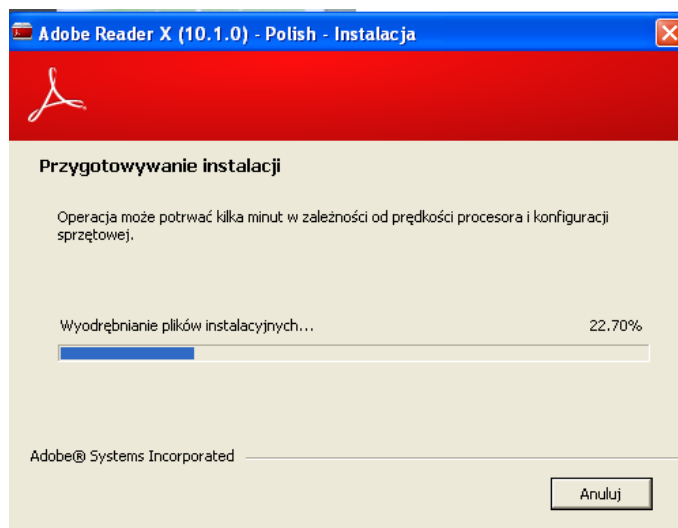 Adobe Reader X (10.1.0) - Polish - Instalacja
Przygotowywanie instalacji
Operacja może potrwać kilka minut w zależności od prędkości procesora i konfiguracji
sprzętowej.
Wyodrębnianie plików instalacyjnych... 22.70%
Adobe® Systems Incorporated
Anuluj